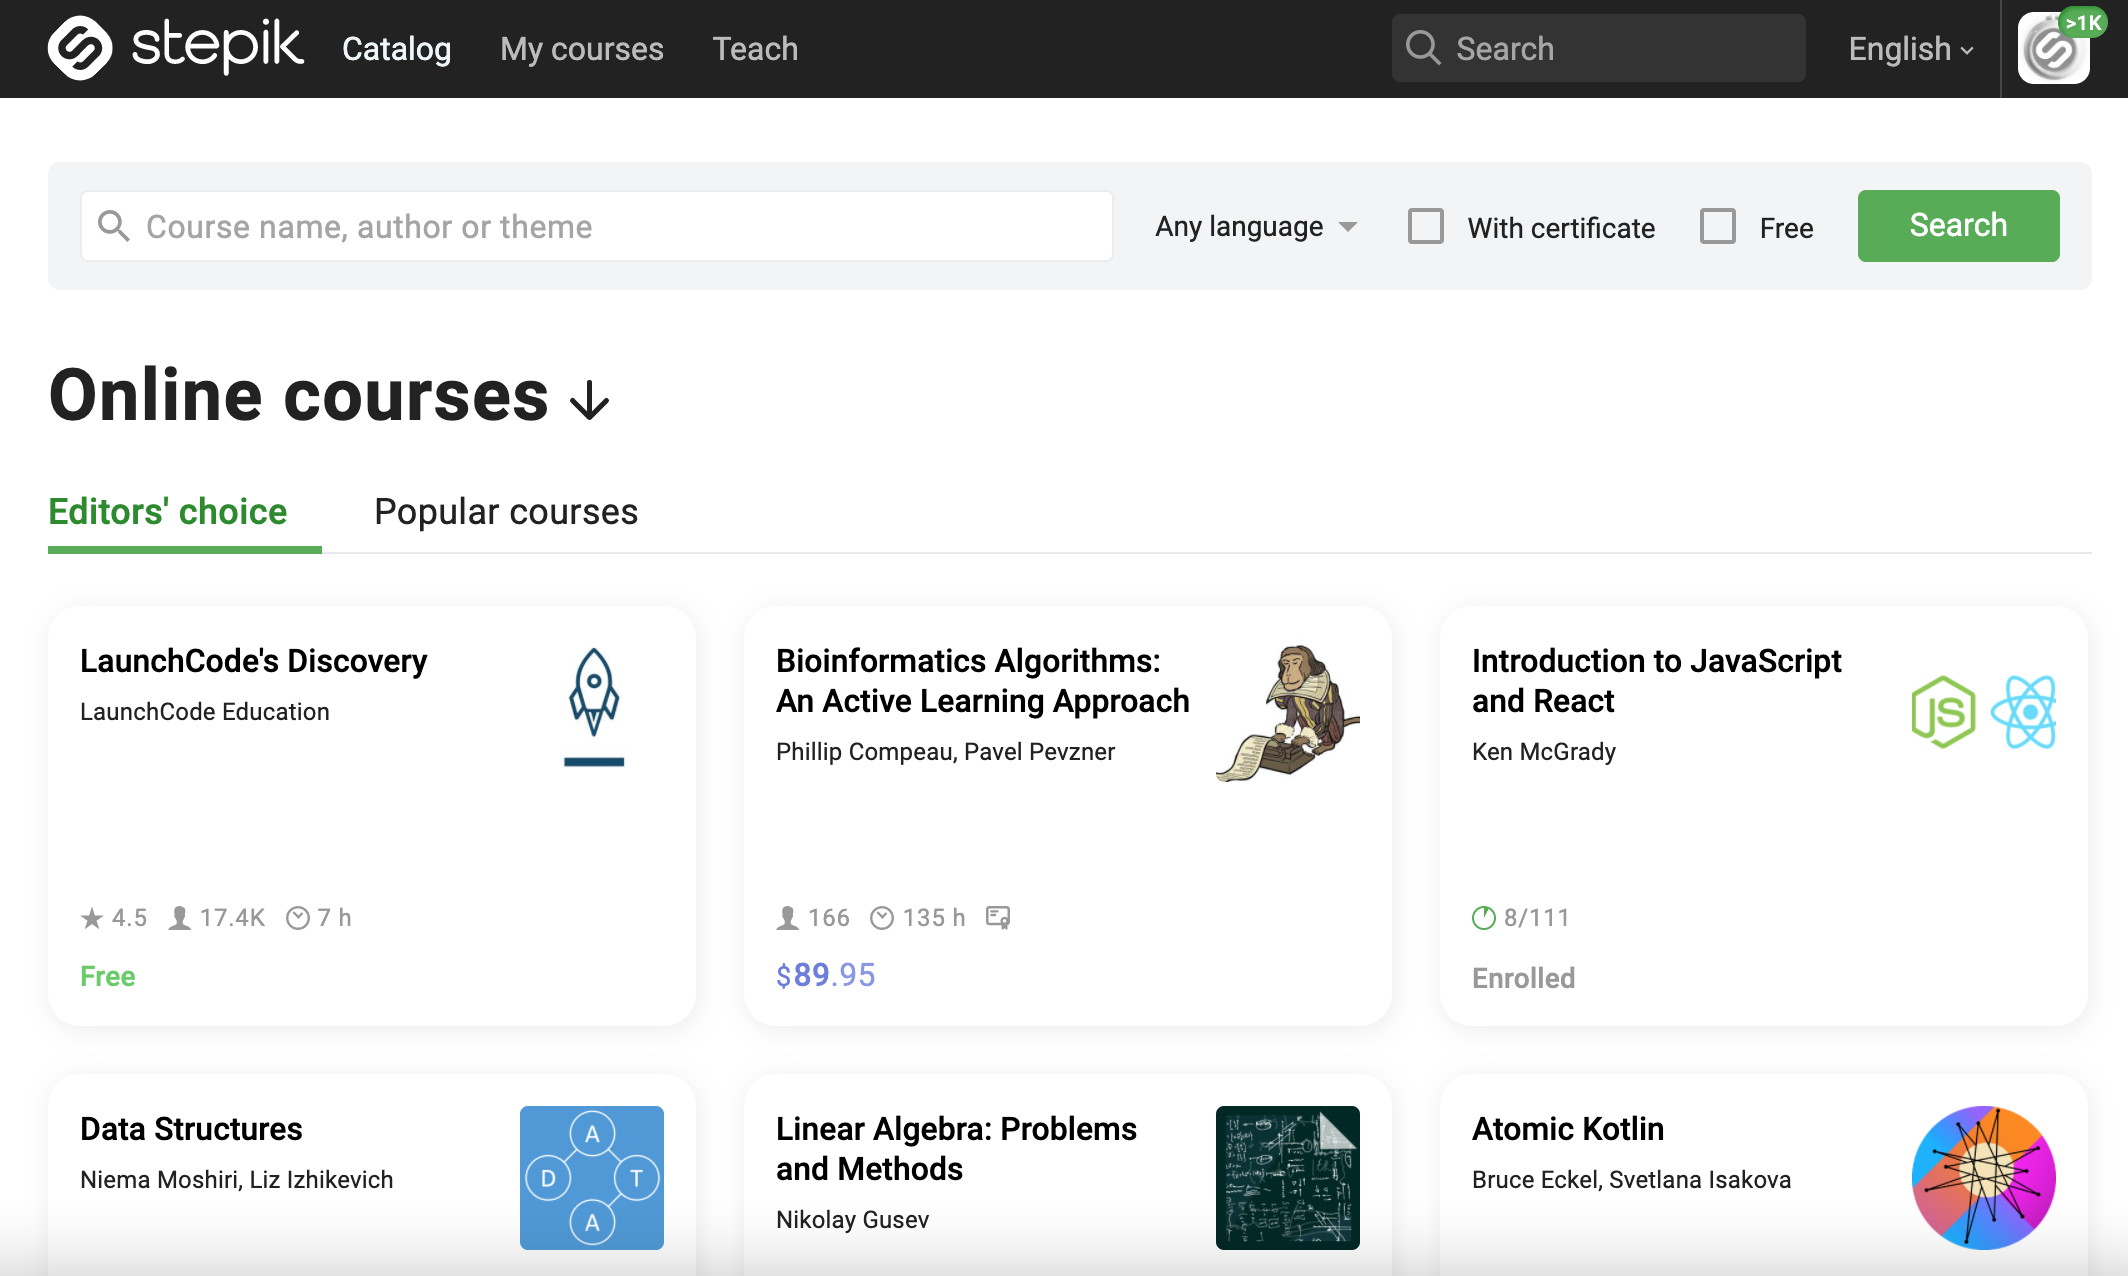 stepik Catalog My courses Teach Search English >1K
Course name, author or theme Any language With certificate Free Search
Online courses
Editors' choice Popular courses
LaunchCode's Discovery
LaunchCode Education
4.5 17.4K 7 h
Free
Bioinformatics Algorithms:
An Active Learning Approach
Phillip Compeau, Pavel Pevzner
166 135 h
$89.95
Introduction to JavaScript
and React
Ken McGrady
JS
8/111
Enrolled
Data Structures
Niema Moshiri, Liz Izhikevich
A
D T
A
Linear Algebra: Problems
and Methods
Nikolay Gusev
Atomic Kotlin
Bruce Eckel, Svetlana Isakova